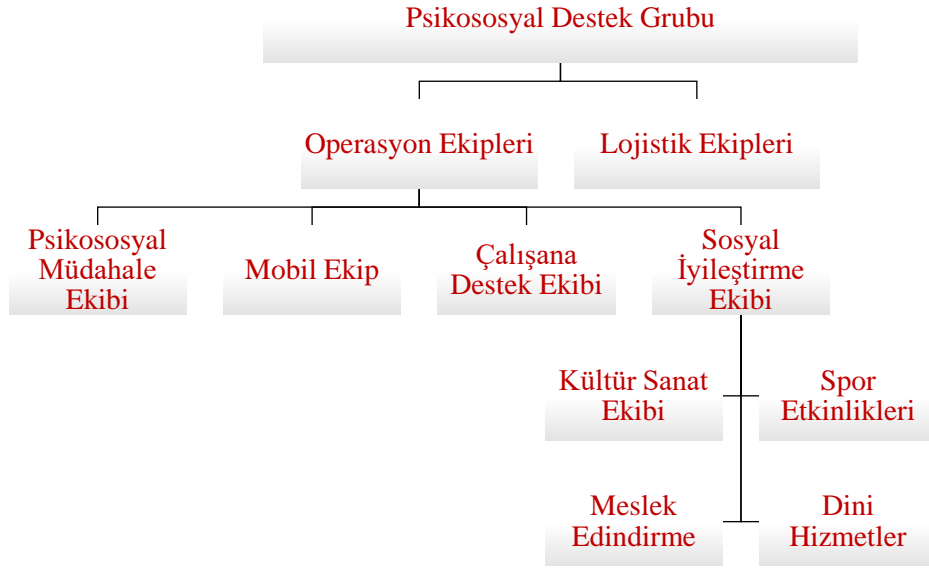 Psikososyal Destek Grubu
Operasyon Ekipleri
Lojistik Ekipleri
Psikososyal
Müdahale
Ekibi
Mobil Ekip
Çalışana
Destek Ekibi
Sosyal
İyileştirme
Ekibi
Kültür Sanat
Ekibi
Spor
Etkinlikleri
Meslek
Edindirme
Dini
Hizmetler